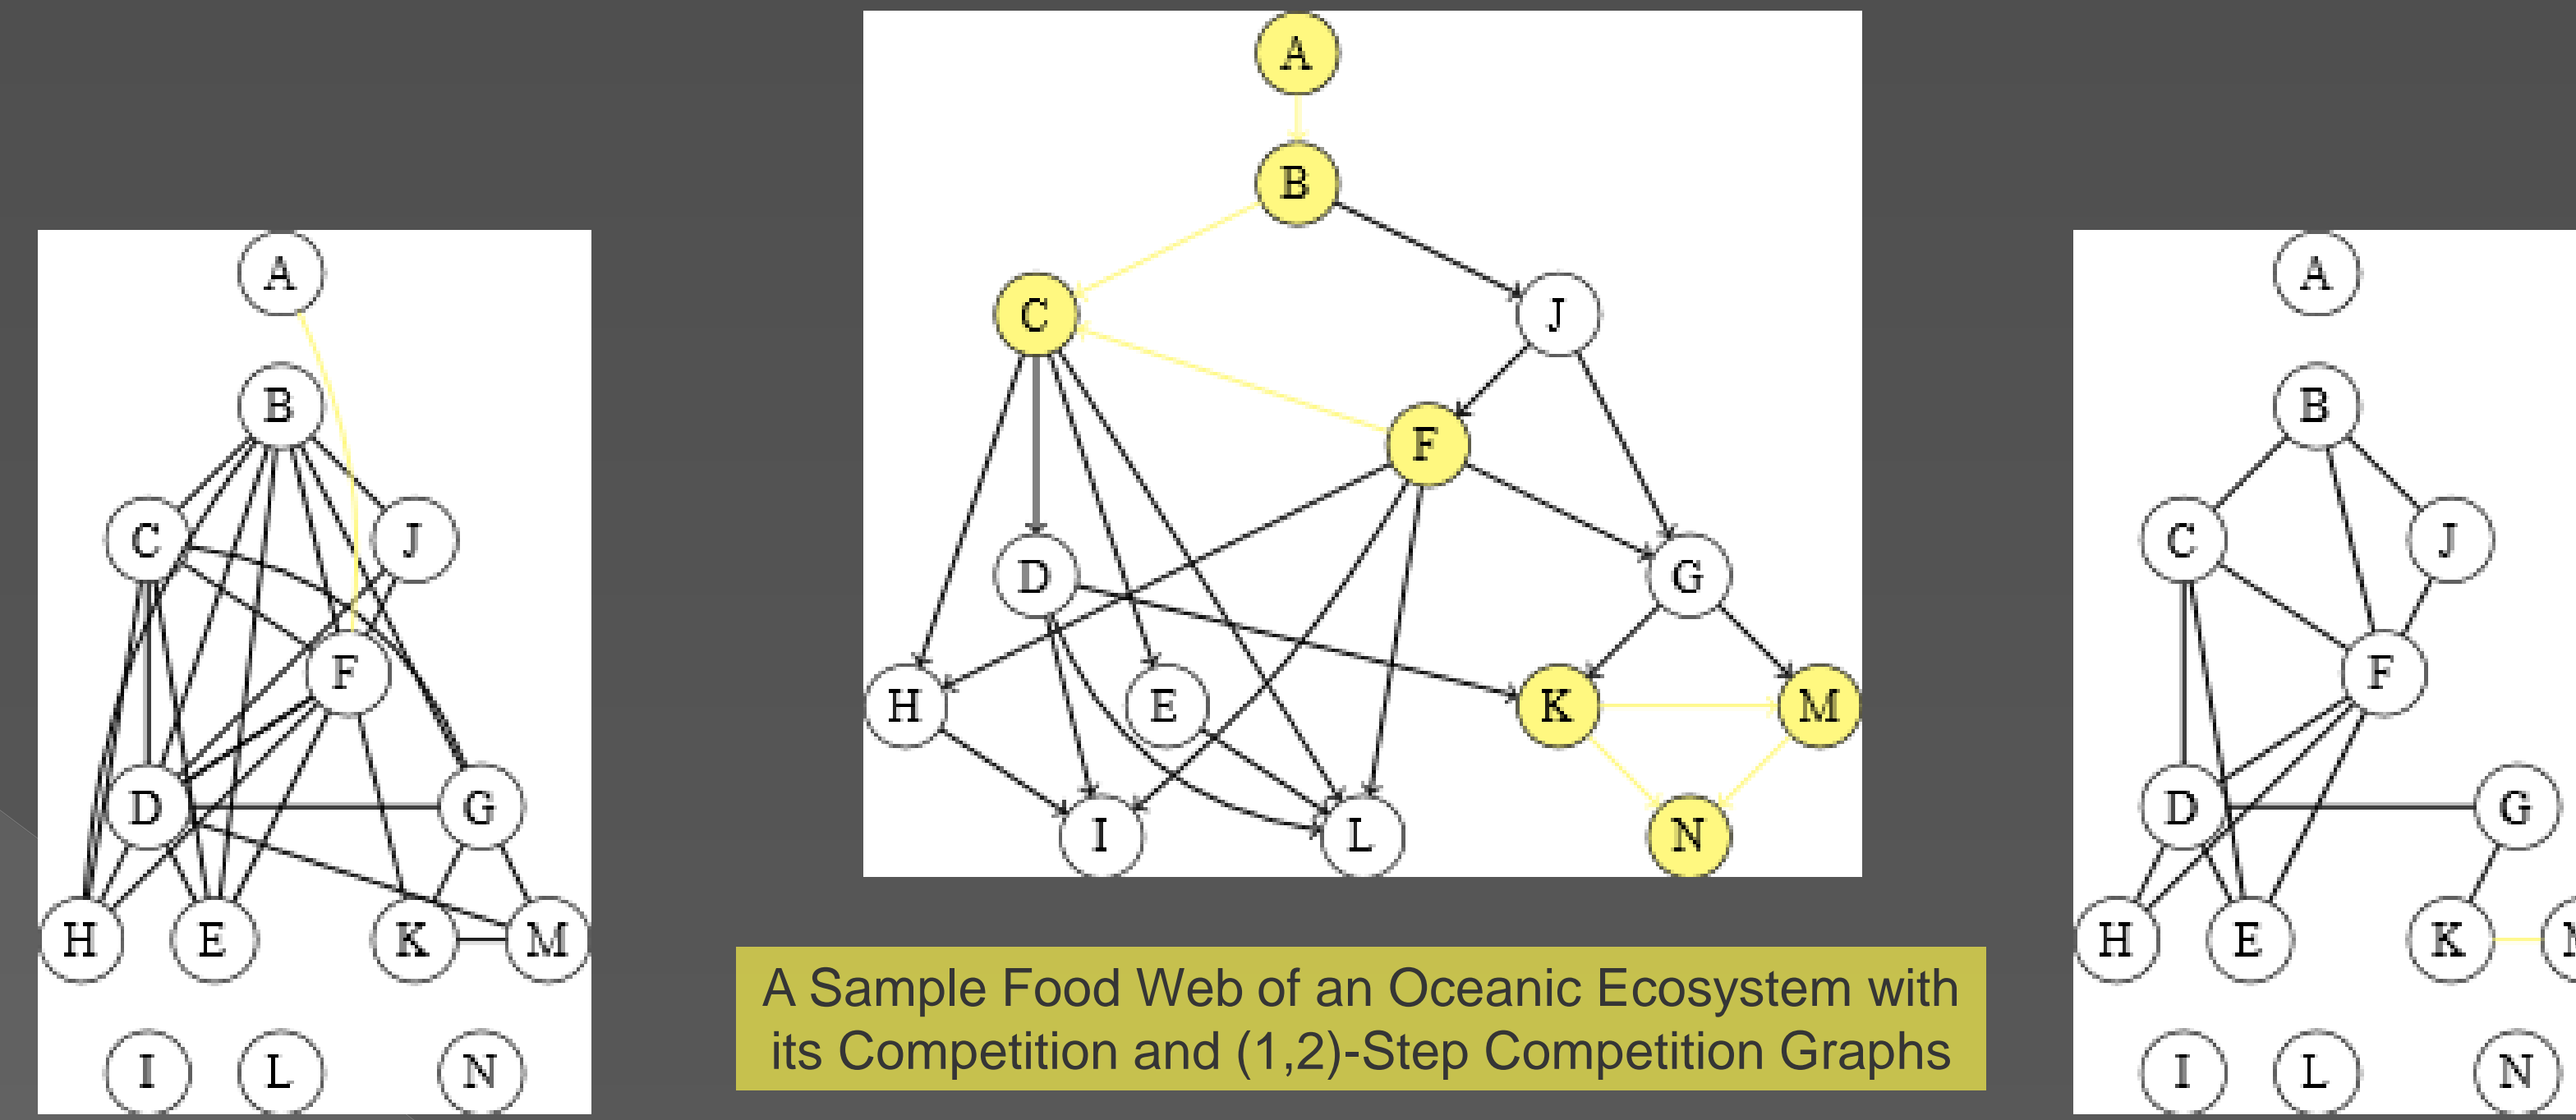 A
B
C
J
F
D
G
H
E
K
M
I
L
N
A
B
C
J
F
D
G
H
E
K
M
I
L
N
A Sample Food Web of an Oceanic Ecosystem with
its Competition and (1,2)-Step Competition Graphs
A
B
C
J
F
D
G
H
E
K
I
L
N